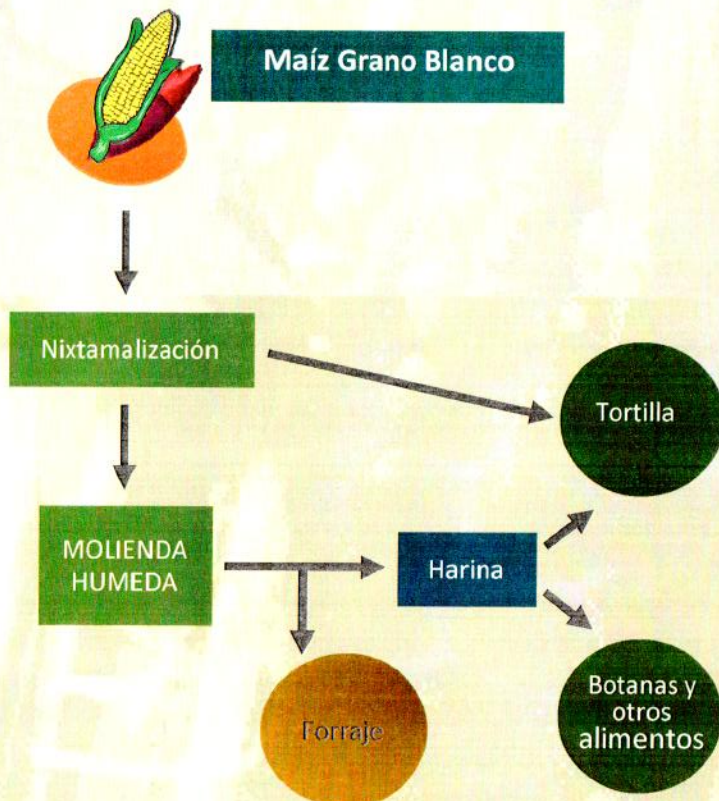 Maíz Grano Blanco
Nixtamalización
Tortilla
MOLIENDA
HUMEDA
Harina
Forraje
Botanas y
otros
alimentos